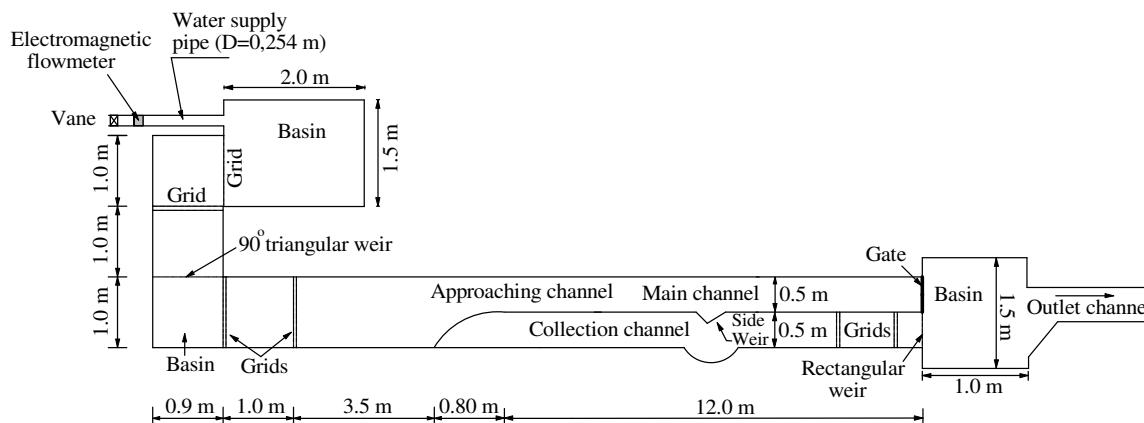 Water supply
pipe (D=0,254 m)
Electromagnetic
flowmeter
2.0 m
Vane
Basin
1.5 m
Grid
1.0 m
Grid
1.0 m
90° triangular weir
1.0 m
Gate
Approaching channel
Main channel
0.5 m
Basin
1.5 m
Outlet channel
Collection channel
Side
Weir
0.5 m
Grids
Basin
Grids
Rectangular
weir
1.0 m
0.9 m
1.0 m
3.5 m
0.80 m
12.0 m